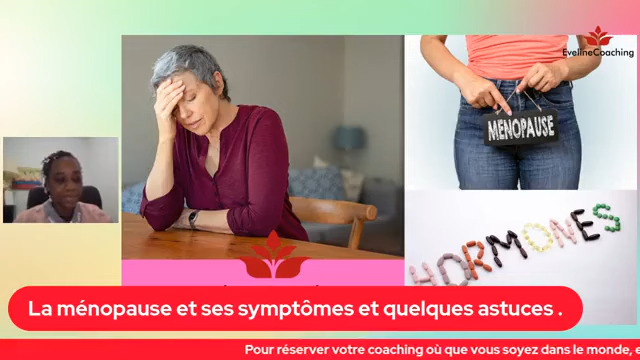 EvelineCoaching
MENOPAUSE
HORMONES
La ménopause et ses symptômes et quelques astuces .
Pour réserver votre coaching où que vous soyez dans le monde, e